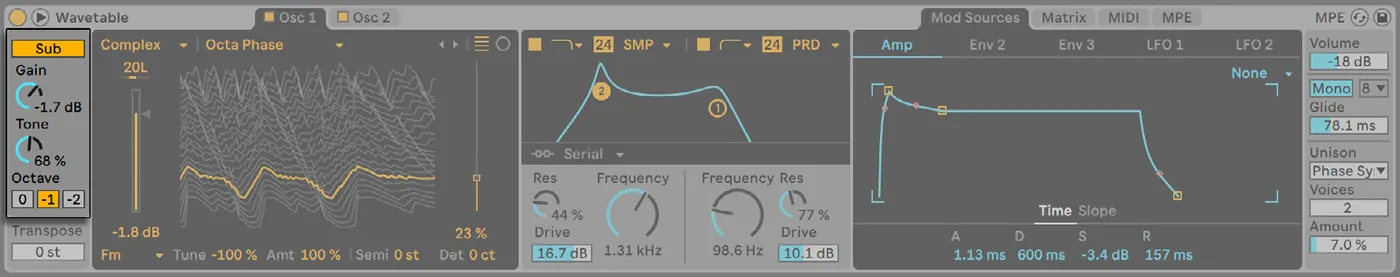 Wavetable
Osc 1
Osc 2
Mod Sources
Matrix
MIDI
MPE
MPE
Sub
Gain
-1.7 dB
Tone
68 %
Octave
0 -1 -2
Transpose
0 st
Complex
Octa Phase
20L
-1.8 dB
23 %
Fm
Tune -100 %
Amt 100 %
Semi 0 st
Det 0 ct
24 SMP
24 PRD
2
1
Serial
Res
44 %
Drive
16.7 dB
Frequency
1.31 kHz
Frequency
98.6 Hz
Res
77 %
Drive
10.1 dB
Amp
Env 2
Env 3
LFO 1
LFO 2
None
Time Slope
A D S R
1.13 ms 600 ms -3.4 dB 157 ms
Volume
-18 dB
Mono 8
Glide
78.1 ms
Unison
Phase Syr
Voices
2
Amount
7.0 %